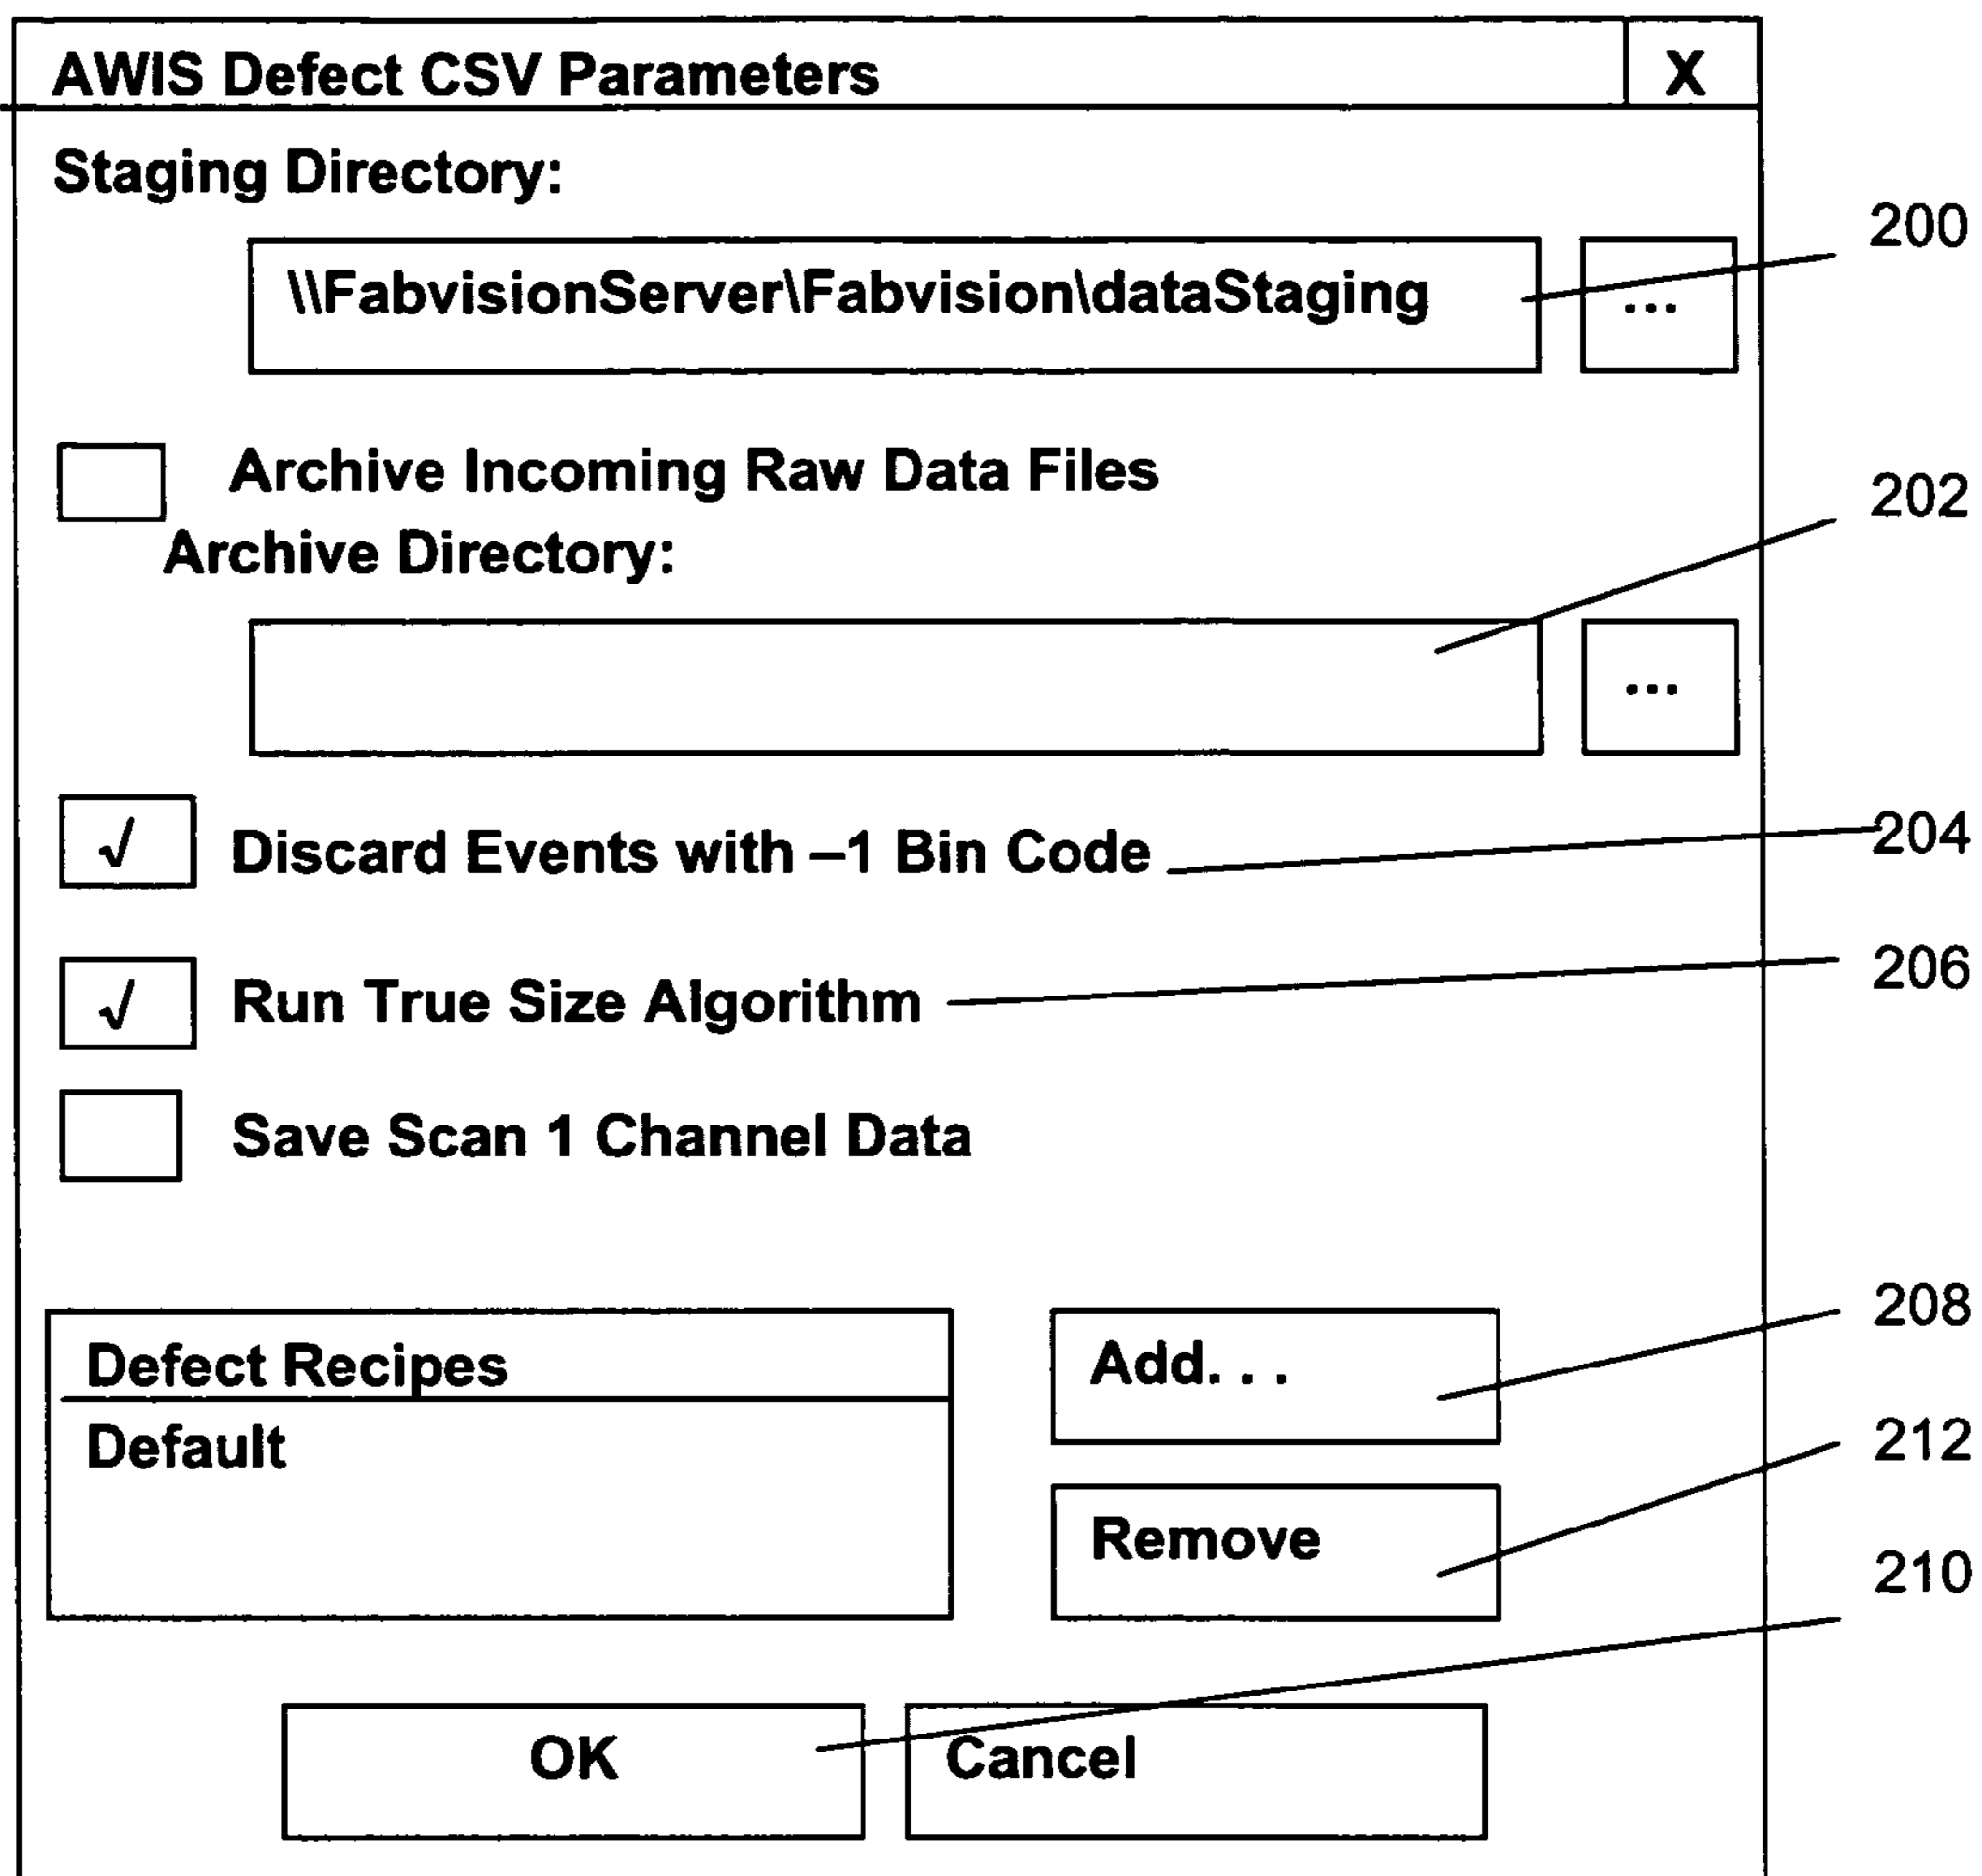 AWIS Defect CSV Parameters X
Staging Directory:
200
\\FabvisionServer\Fabvision\dataStaging ...
Archive Incoming Raw Data Files
202
Archive Directory:
...
√ Discard Events with –1 Bin Code 204
√ Run True Size Algorithm 206
Save Scan 1 Channel Data
208
Defect Recipes Add. . .
Default 212
Remove
210
OK Cancel